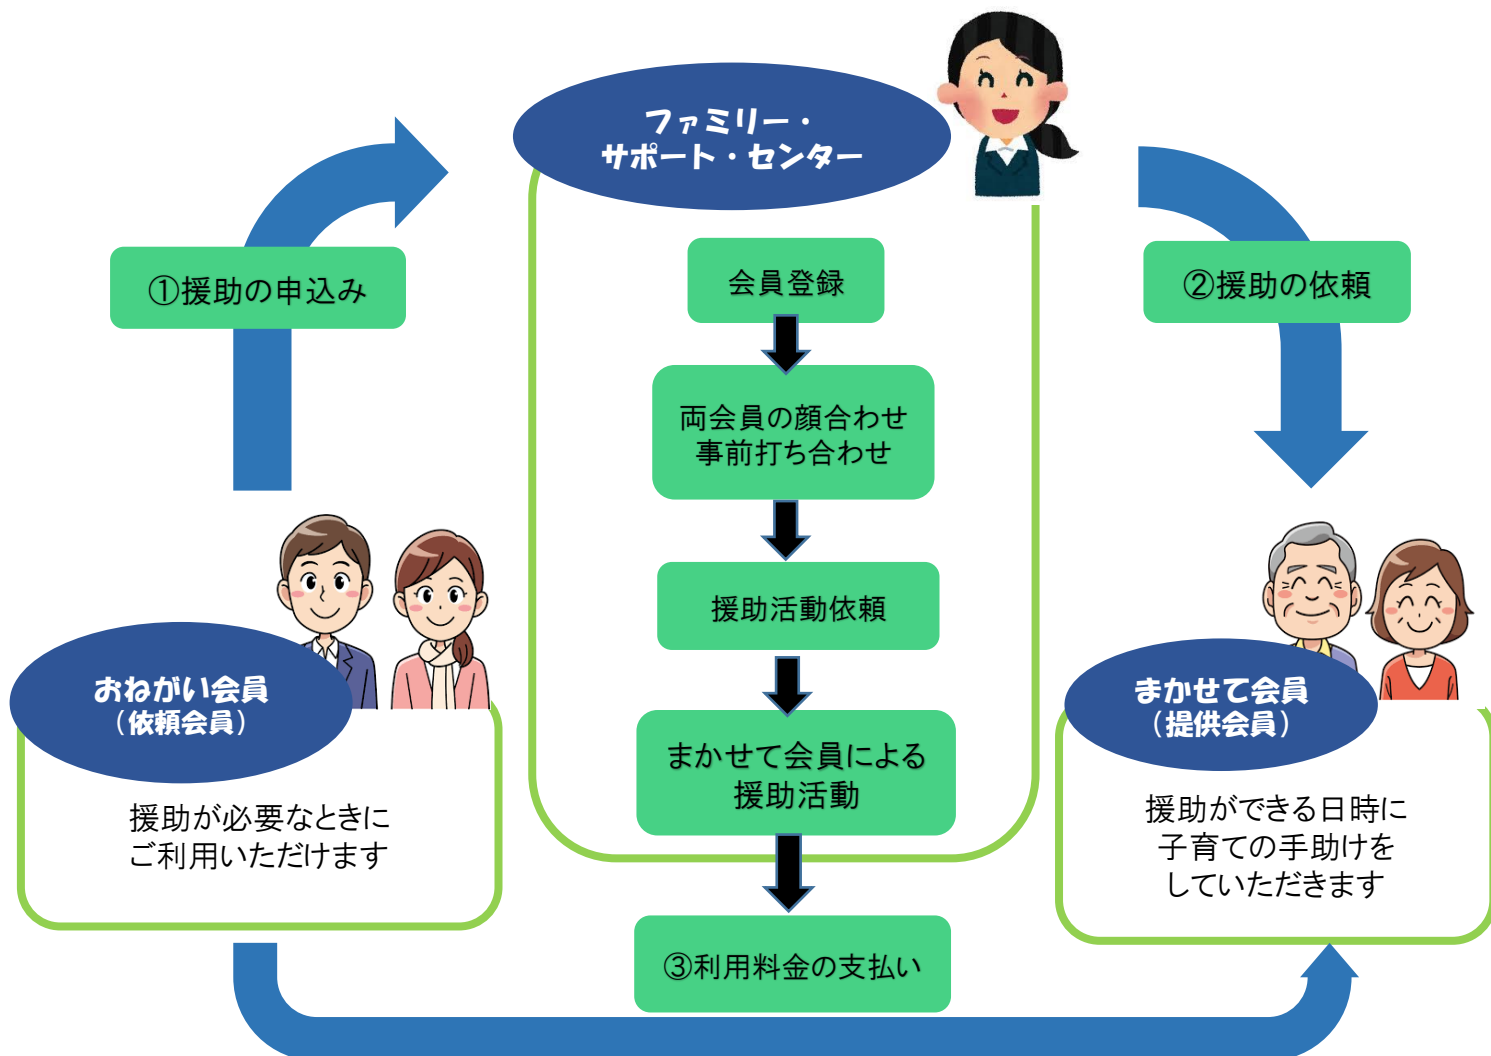 ファミリー・
サポート・センター
①援助の申込み
②援助の依頼
会員登録
両会員の顔合わせ
事前打ち合わせ
援助活動依頼
まかせて会員による
援助活動
③利用料金の支払い
おねがい会員
（依頼会員）
援助が必要なときに
ご利用いただけます
まかせて会員
（提供会員）
援助ができる日時に
子育ての手助けを
していただきます